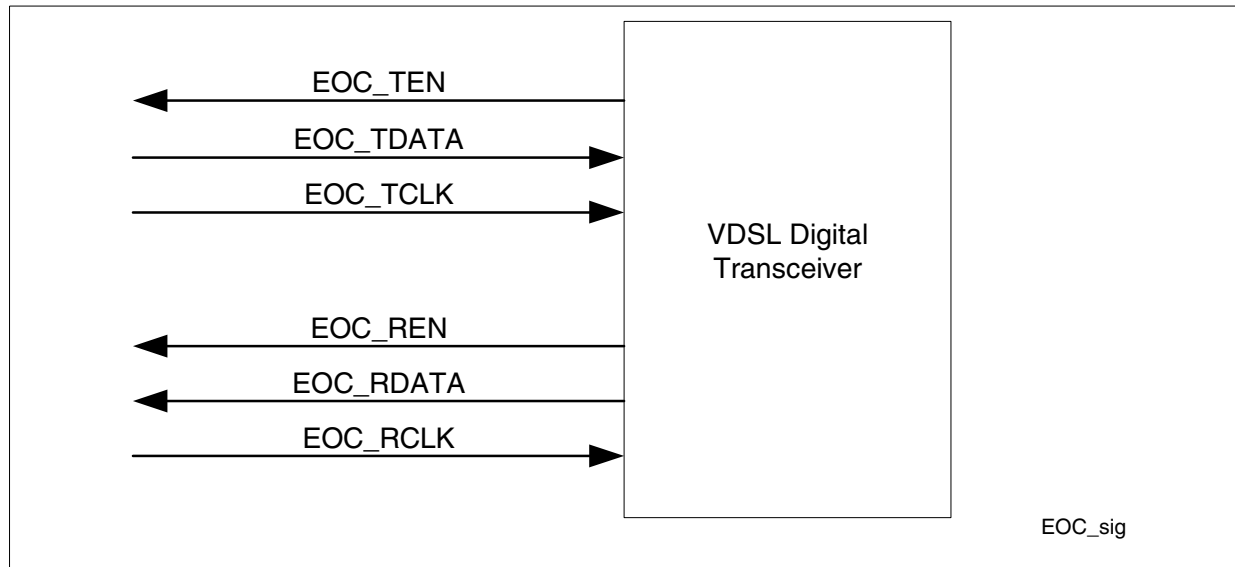 EOC_TEN
EOC_TDATA
EOC_TCLK
VDSL Digital
Transceiver
EOC_REN
EOC_RDATA
EOC_RCLK
EOC_sig